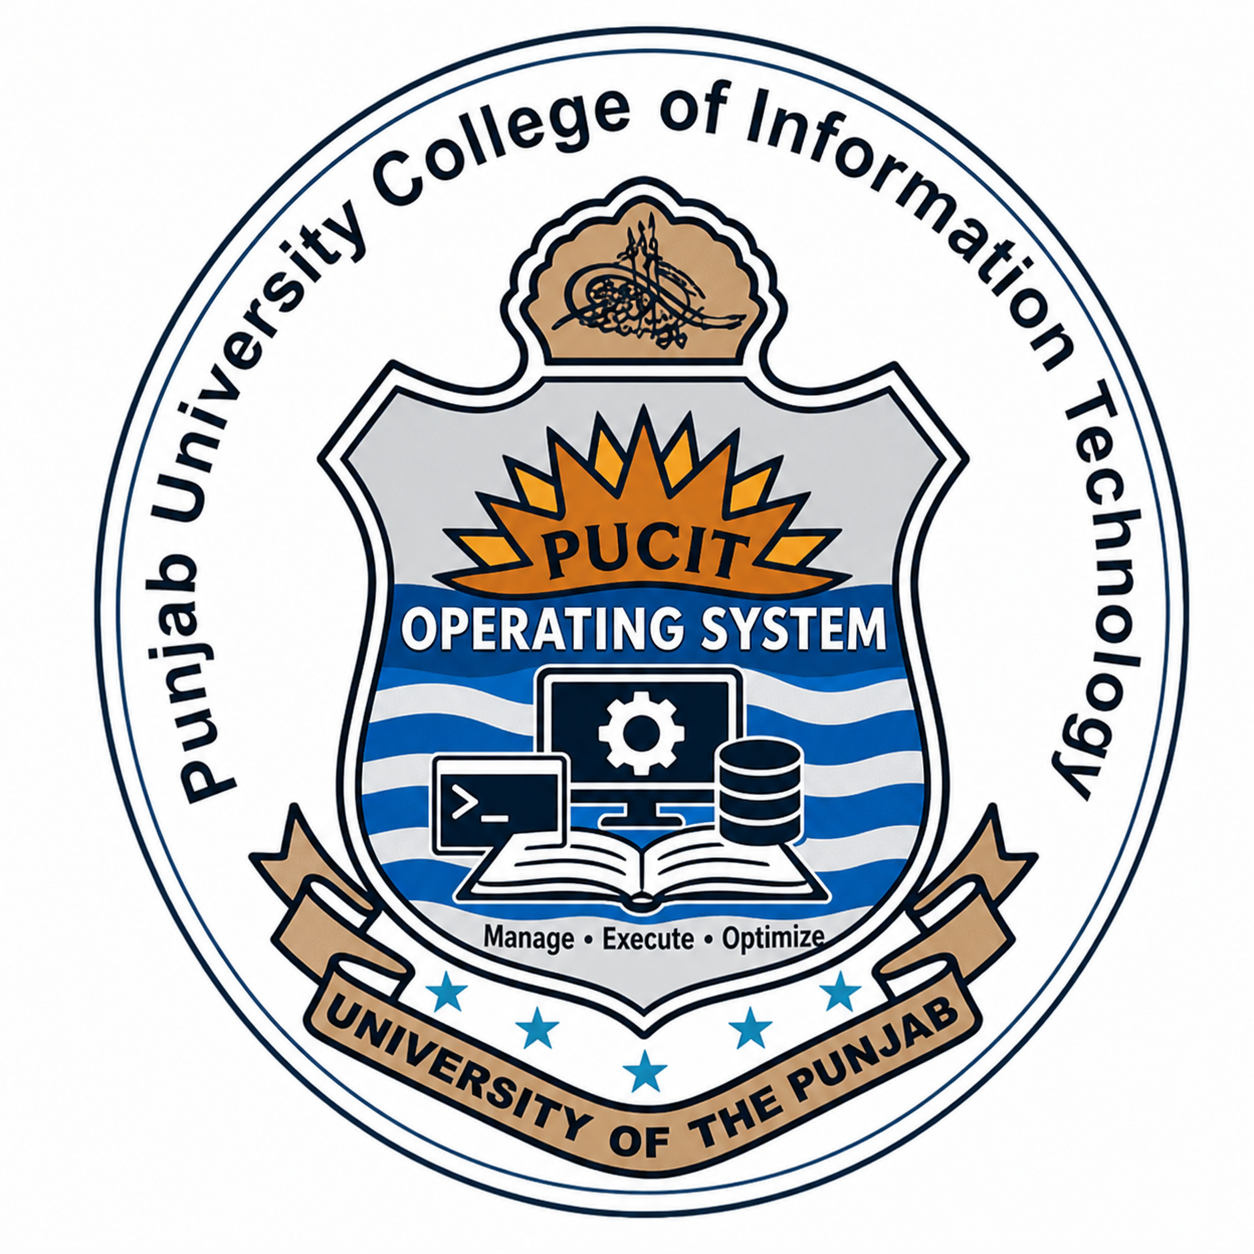 Punjab University College of Information Technology
PUCIT
OPERATING SYSTEM
>_
Manage • Execute • Optimize
UNIVERSITY OF THE PUNJAB